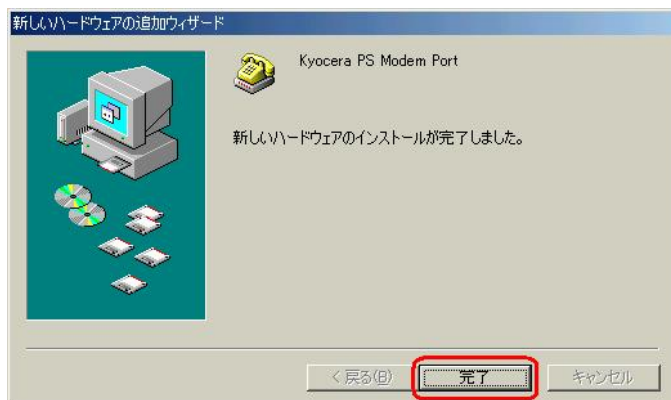 新しいハードウェアの追加ウィザード
Kyocera PS Modem Port
新しいハードウェアのインストールが完了しました。
< 戻る(B)
完了
キャンセル